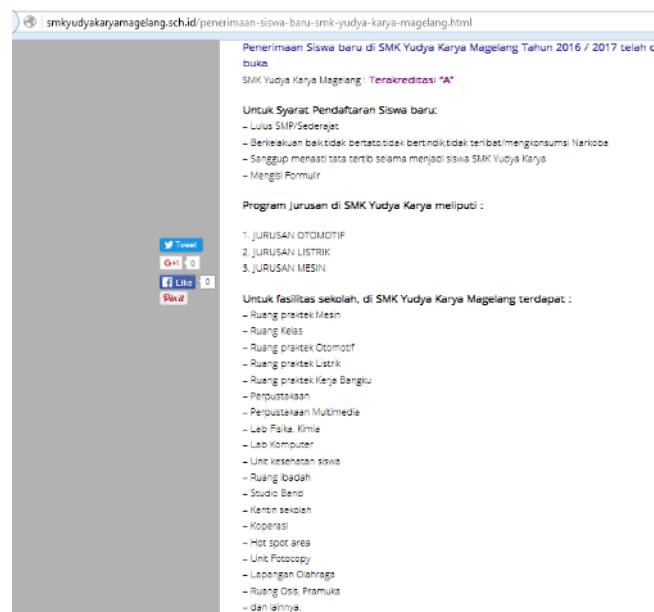 smkyudyakaryamagelang.sch.id/penerimaan-siswa-baru-smk-yudya-karya-magelang.html
Penerimaan Siswa baru di SMK Yudya Karya Magelang Tahun 2016 / 2017 telah
buka
SMK Yudya Karya Magelang : Terakreditasi "A"
Untuk Syarat Pendaftaran Siswa baru:
– Lulus SMP/Sederajat
– Berkelakuan baik,tidak bertato,tidak bertindik,tidak terlibat/mengkonsumsi Narkoba
– Sanggup menaati tata tertib selama menjadi siswa SMK Yudya Karya
– Mengisi Formulir
Program Jurusan di SMK Yudya Karya meliputi :
1. JURUSAN OTOMOTIF
2. JURUSAN LISTRIK
3. JURUSAN MESIN
Tweet
G+1 0
Like 0
Pin it
Untuk fasilitas sekolah, di SMK Yudya Karya Magelang terdapat :
– Ruang praktek Mesin
– Ruang Kelas
– Ruang praktek Otomotif
– Ruang praktek Listrik
– Ruang praktek Kerja Bangku
– Perpustakaan
– Perpustakaan Multimedia
– Lab Fisika, Kimia
– Lab Komputer
– Unit kesehatan siswa
– Ruang ibadah
– Studio Band
– Kantin sekolah
– Koperasi
– Hot spot area
– Unit Fotocopy
– Lapangan Olahraga
– Ruang Osis, Pramuka
– dan lainnya.